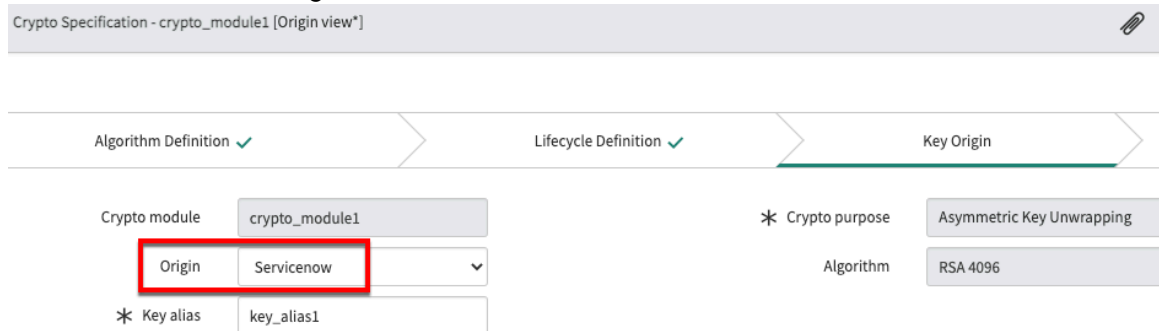 Crypto Specification - crypto_module1 [Origin view*]
Algorithm Definition
Lifecycle Definition
Key Origin
Crypto module crypto_module1
* Crypto purpose Asymmetric Key Unwrapping
Origin Servicenow
Algorithm RSA 4096
* Key alias key_alias1